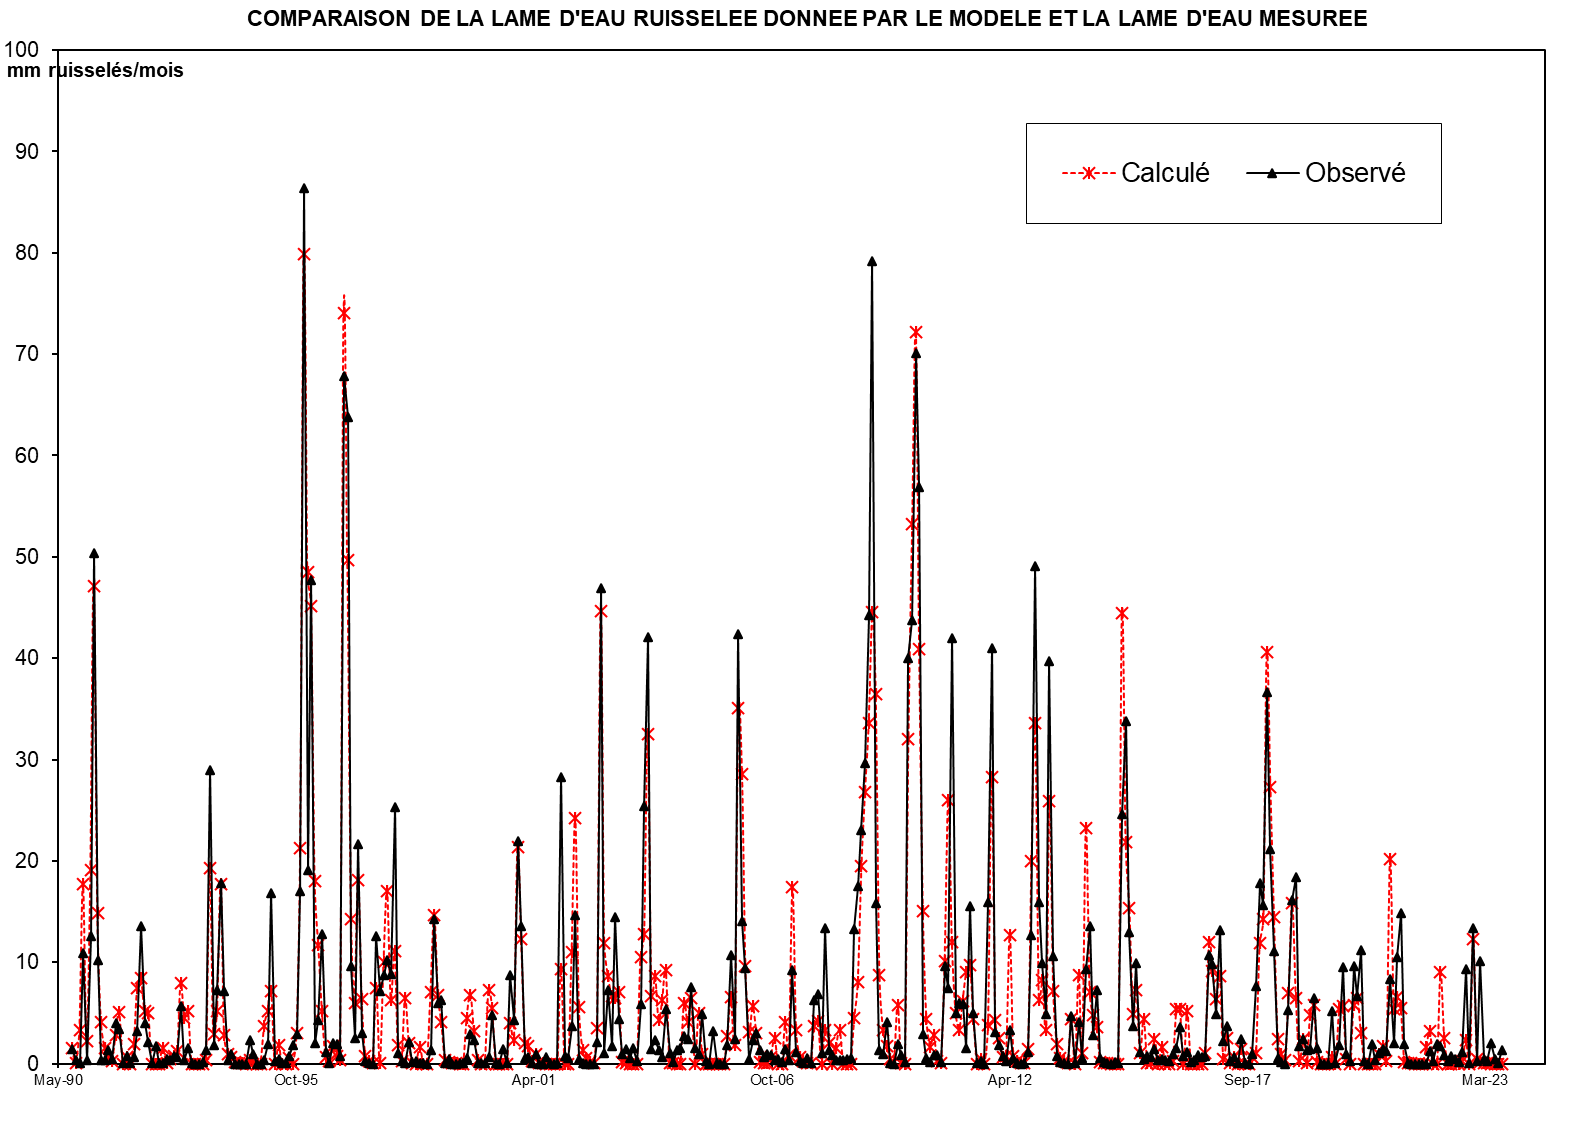 COMPARAISON DE LA LAME D'EAU RUISSELEE DONNEE PAR LE MODELE ET LA LAME D'EAU MESUREE
100
mm ruisselés/mois
90
Calculé Observé
80
70
60
50
40
30
20
10
0
May-90 Oct-95 Apr-01 Oct-06 Apr-12 Sep-17 Mar-23